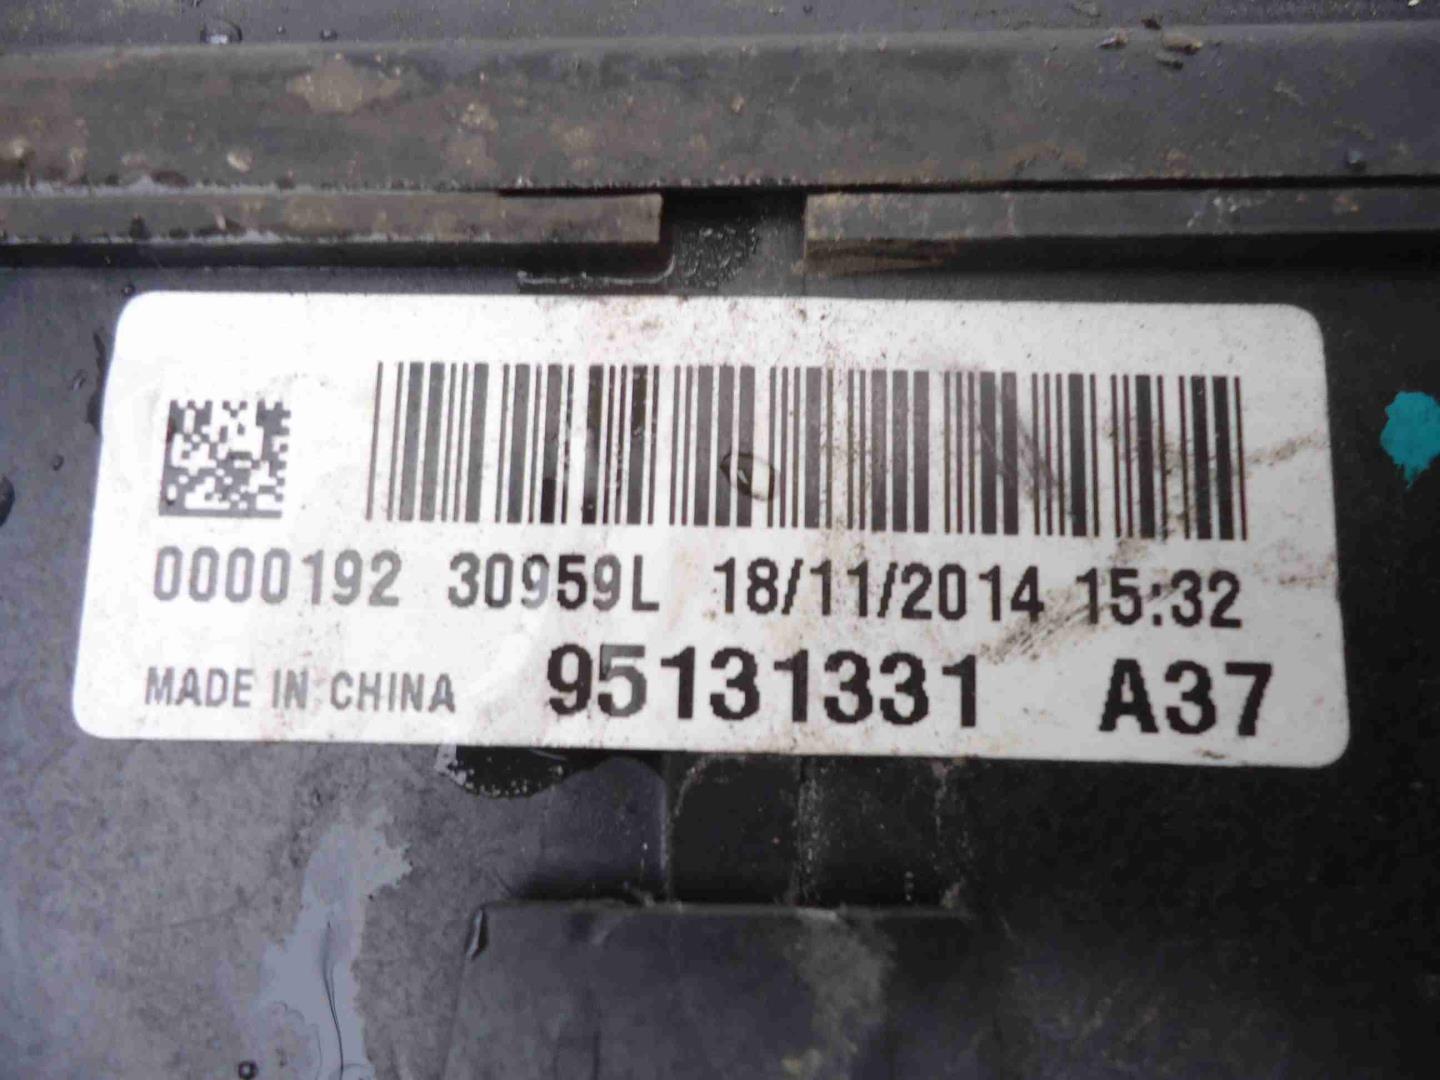 0000192 30959L 18/11/2014 15:32
MADE IN CHINA 95131331 A37